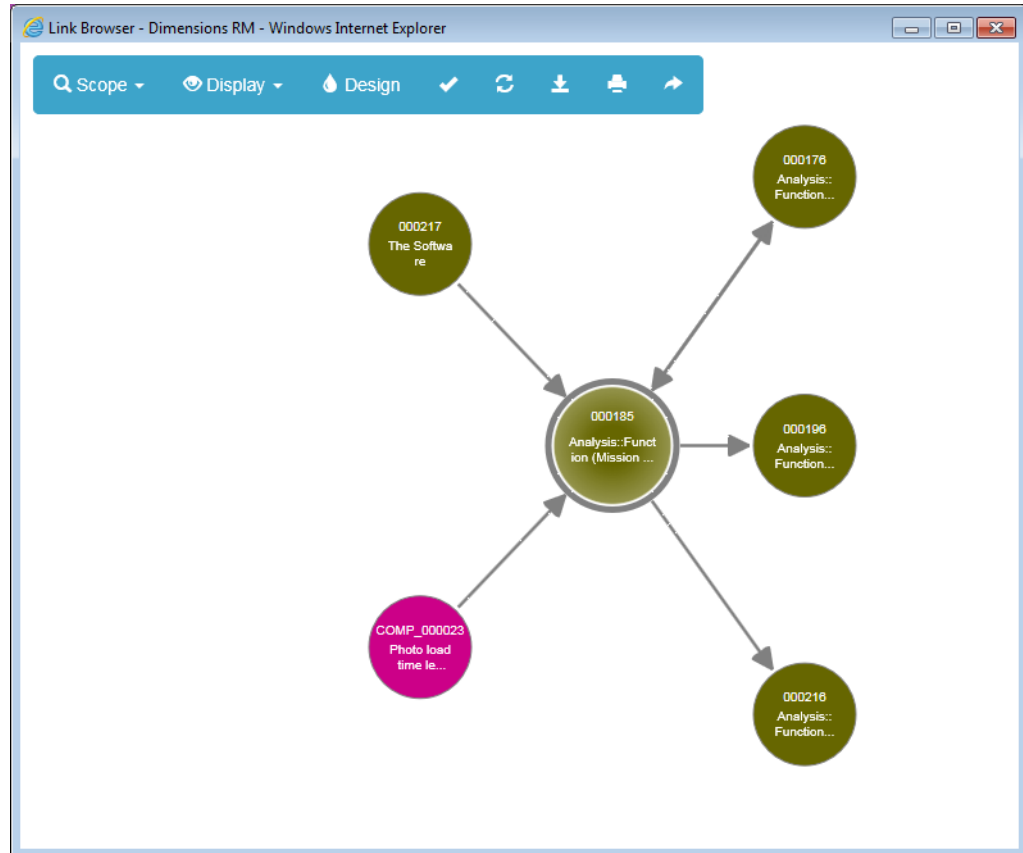 Link Browser - Dimensions RM - Windows Internet Explorer
Scope Display Design
000176
Analysis::
Function...
000217
The Softwa
re
000185
Analysis::Funct
ion (Mission ...
000196
Analysis::
Function...
COMP_000023
Photo load
time le...
000216
Analysis::
Function...